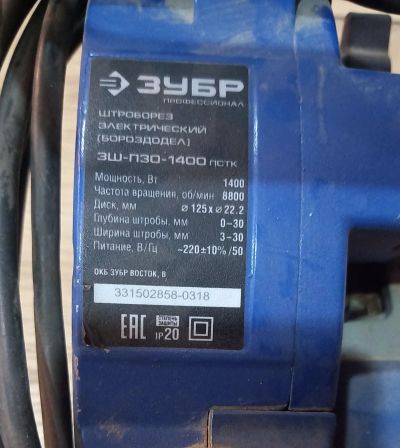 ЗУБР
ПРОФЕССИОНАЛ
ШТРОБОРЕЗ
ЭЛЕКТРИЧЕСКИЙ
(БОРОЗДОДЕЛ)
ЗШ-П30-1400 ПСТК
Мощность, Вт 1400
Частота вращения, об/мин 8800
Диск, мм ⌀ 125 x ⌀ 22.2
Глубина штробы, мм 0–30
Ширина штробы, мм 3–30
Питание, В/Гц ~220±10% /50
ОКБ ЗУБР ВОСТОК, В
331502858-0318
EAC СТЕПЕНЬ ЗАЩИТЫ IP20